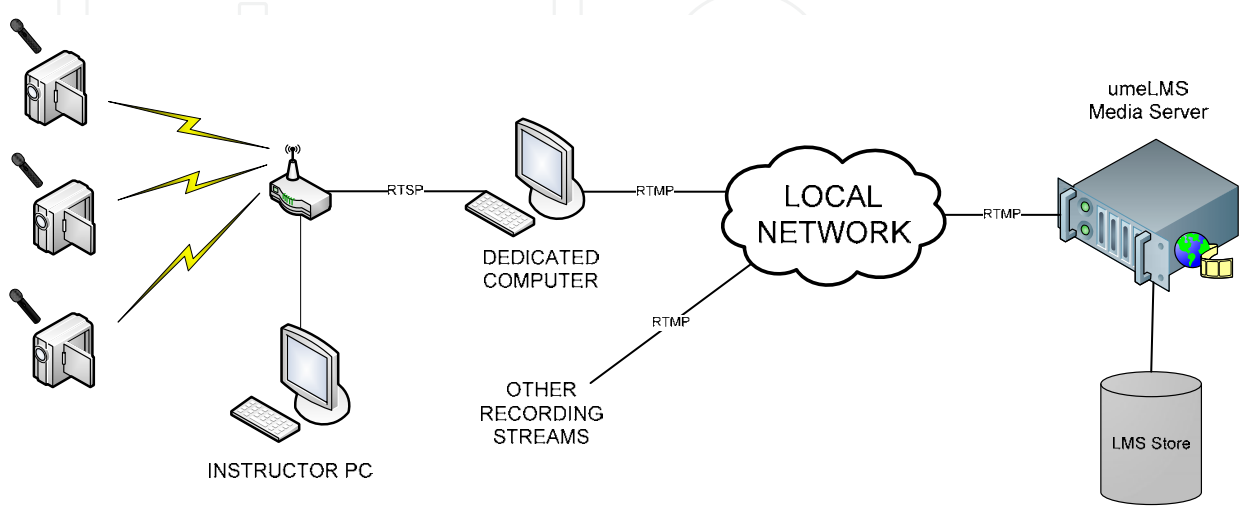 umeLMS
Media Server
RTSP
RTMP
LOCAL
NETWORK
RTMP
DEDICATED
COMPUTER
RTMP
OTHER
RECORDING
STREAMS
INSTRUCTOR PC
LMS Store